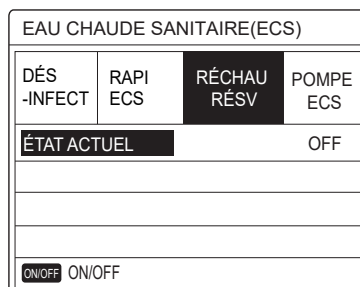 EAU CHAUDE SANITAIRE(ECS)
DÉS
-INFECT
RAPI
ECS
RÉCHAU
RÉSV
POMPE
ECS
ÉTAT ACTUEL OFF
ON/OFF ON/OFF